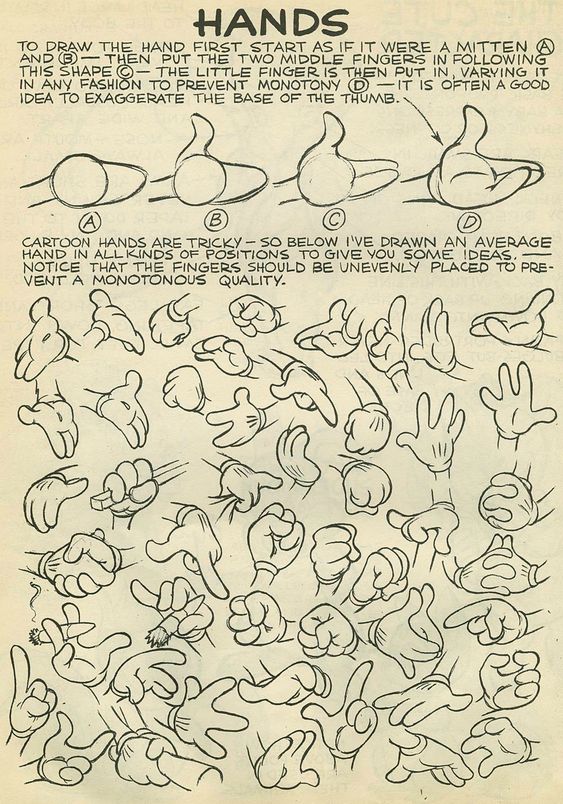 HANDS
TO DRAW THE HAND FIRST START AS IF IT WERE A MITTEN Ⓐ
AND Ⓑ — THEN PUT THE TWO MIDDLE FINGERS IN FOLLOWING
THIS SHAPE Ⓒ — THE LITTLE FINGER IS THEN PUT IN, VARYING IT
IN ANY FASHION TO PREVENT MONOTONY Ⓓ — IT IS OFTEN A GOOD
IDEA TO EXAGGERATE THE BASE OF THE THUMB.
Ⓐ Ⓑ Ⓒ Ⓓ
CARTOON HANDS ARE TRICKY — SO BELOW I'VE DRAWN AN AVERAGE
HAND IN ALL KINDS OF POSITIONS TO GIVE YOU SOME IDEAS. —
NOTICE THAT THE FINGERS SHOULD BE UNEVENLY PLACED TO PRE-
VENT A MONOTONOUS QUALITY.